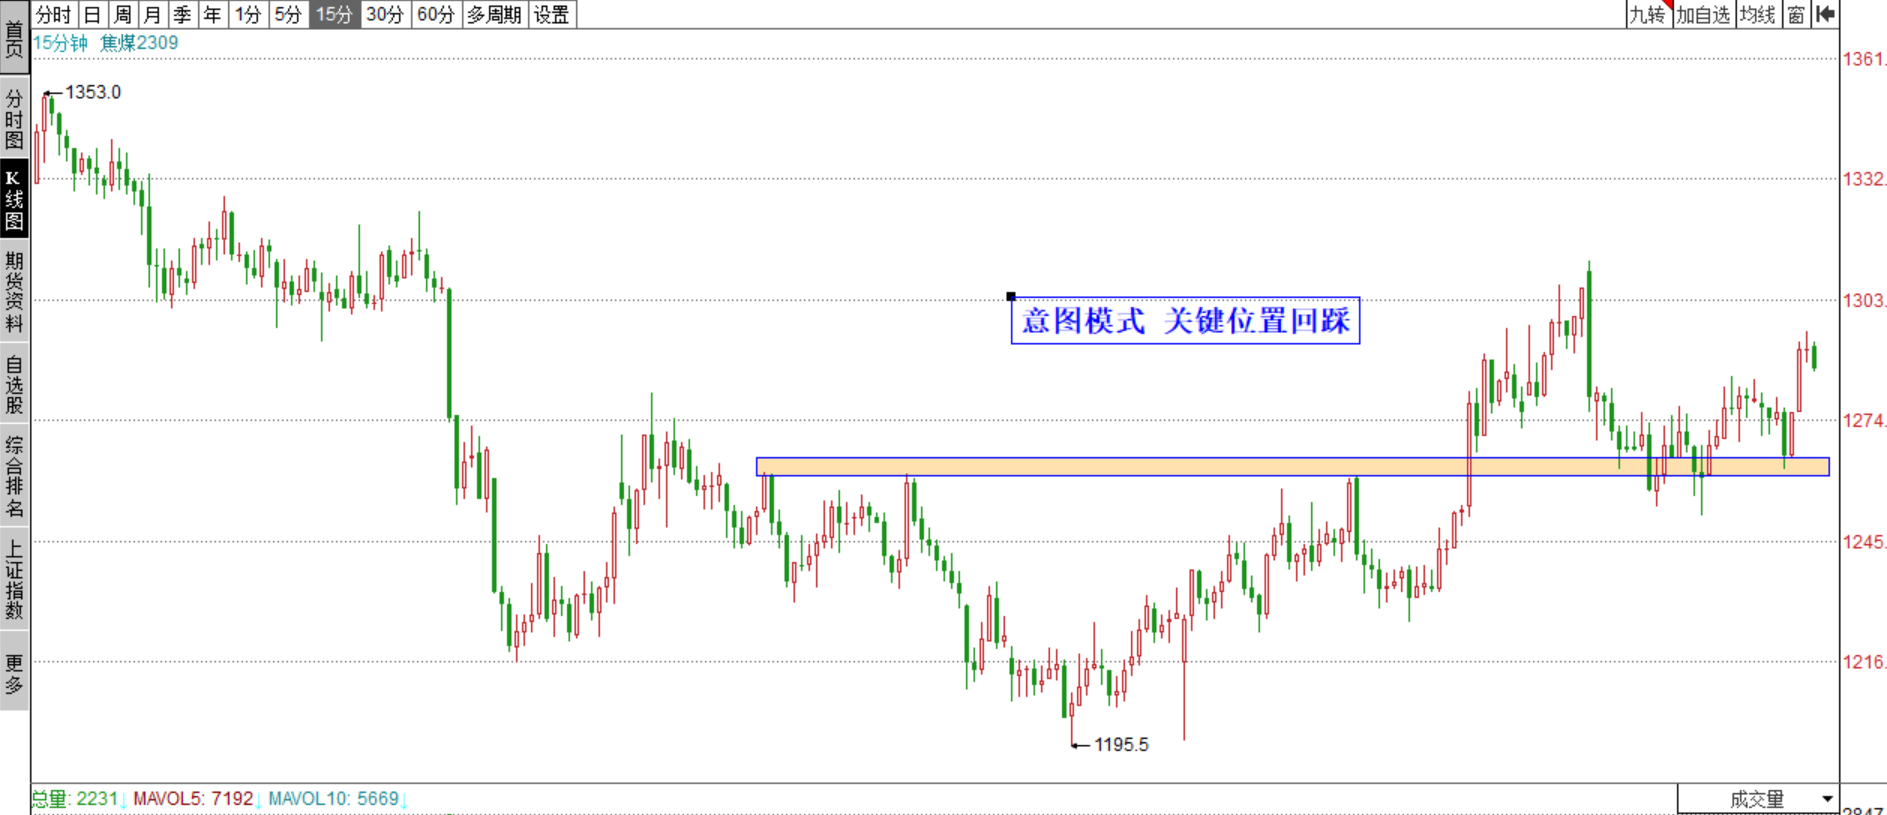 分时 日 周 月 季 年 1分 5分 15分 30分 60分 多周期 设置 九转 加自选 均线 窗
15分钟 焦煤2309
首页
分时图
K线图
期货资料
自选股
综合排名
上证指数
更多
1353.0
意图模式 关键位置回踩
1195.5
1361.
1332.
1303.
1274.
1245.
1216.
总量: 2231↓ MAVOL5: 7192↓ MAVOL10: 5669↓
成交量